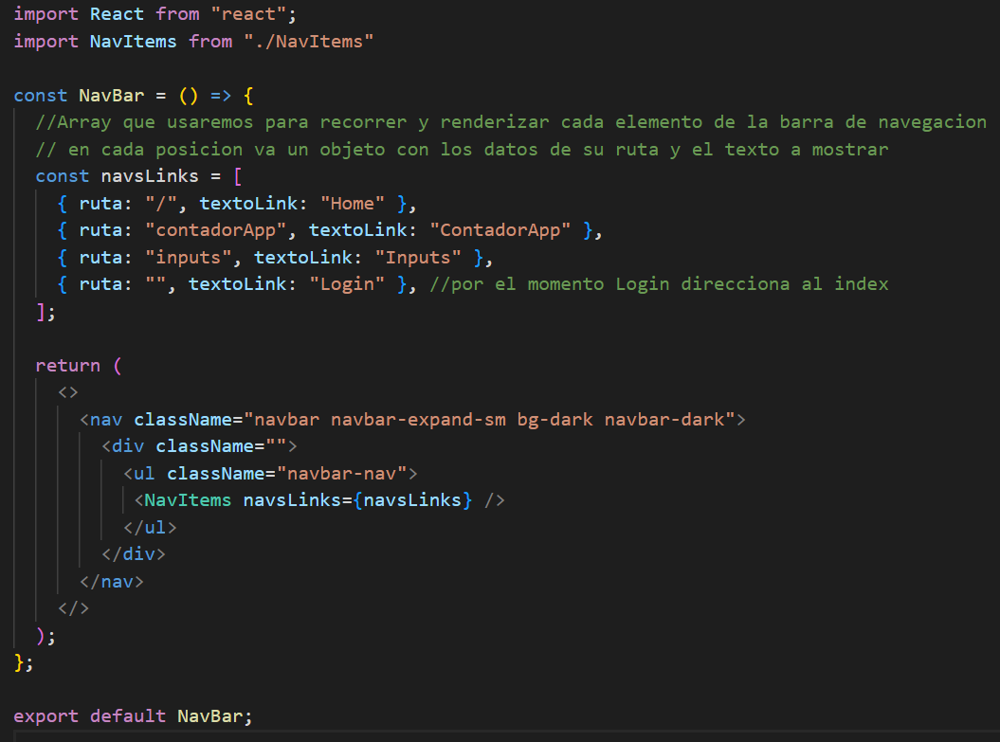 import React from "react";
import NavItems from "./NavItems"
const NavBar = () => {
//Array que usaremos para recorrer y renderizar cada elemento de la barra de navegacion
// en cada posicion va un objeto con los datos de su ruta y el texto a mostrar
const navsLinks = [
{ ruta: "/", textoLink: "Home" },
{ ruta: "contadorApp", textoLink: "ContadorApp" },
{ ruta: "inputs", textoLink: "Inputs" },
{ ruta: "", textoLink: "Login" }, //por el momento Login direcciona al index
];
return (
<>
<nav className="navbar navbar-expand-sm bg-dark navbar-dark">
<div className="">
<ul className="navbar-nav">
<NavItems navsLinks={navsLinks} />
</ul>
</div>
</nav>
</>
);
};
export default NavBar;